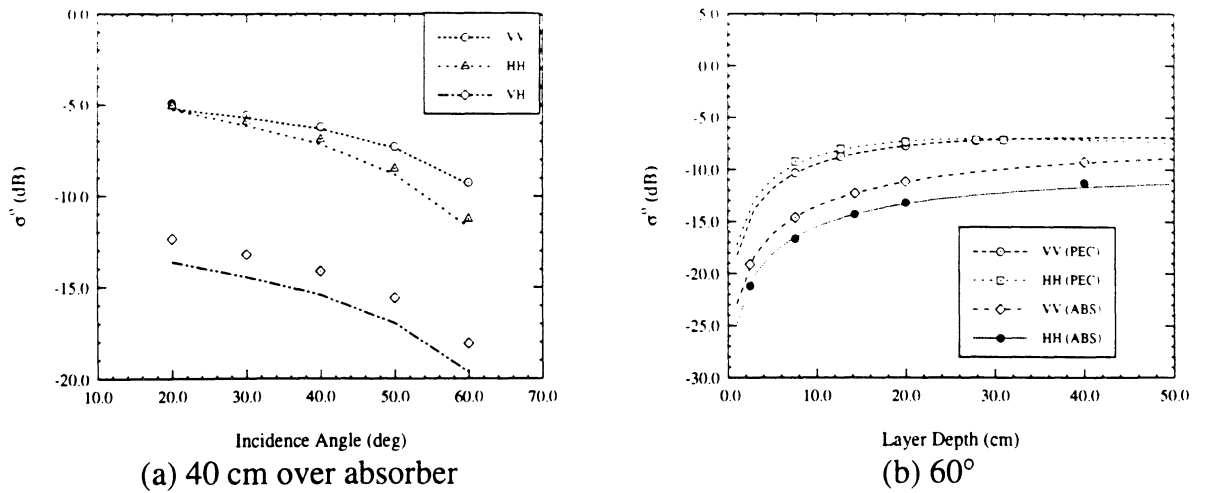 0.0
-5.0
-10.0
-15.0
-20.0
10.0 20.0 30.0 40.0 50.0 60.0 70.0
σ⁰ (dB)
Incidence Angle (deg)
VV
HH
VH
(a) 40 cm over absorber
5.0
0.0
-5.0
-10.0
-15.0
-20.0
-25.0
-30.0
0.0 10.0 20.0 30.0 40.0 50.0
σ⁰ (dB)
Layer Depth (cm)
VV (PEC)
HH (PEC)
VV (ABS)
HH (ABS)
(b) 60°